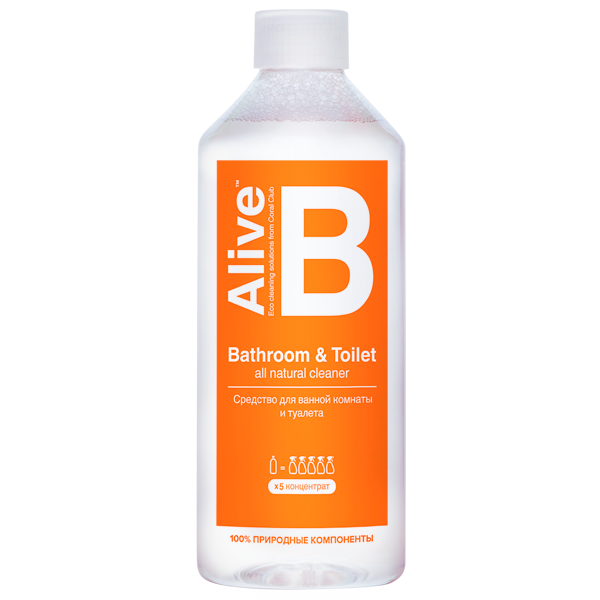 Alive™
Eco cleaning solutions from Coral Club
B
Bathroom & Toilet
all natural cleaner
Средство для ванной комнаты
и туалета
=
x5 концентрат
100% ПРИРОДНЫЕ КОМПОНЕНТЫ